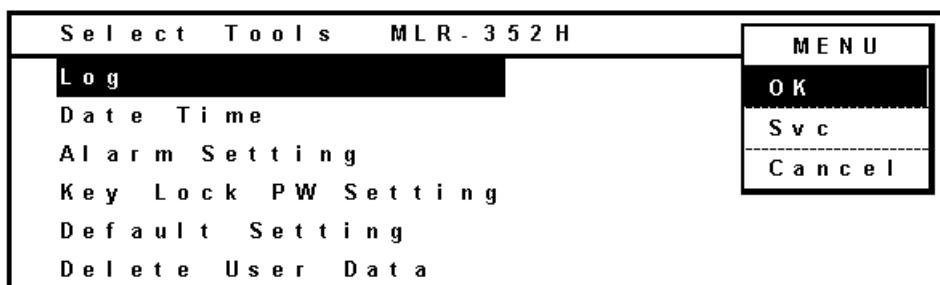 Select Tools MLR-352H
Log
Date Time
Alarm Setting
Key Lock PW Setting
Default Setting
Delete User Data
MENU
OK
Svc
Cancel